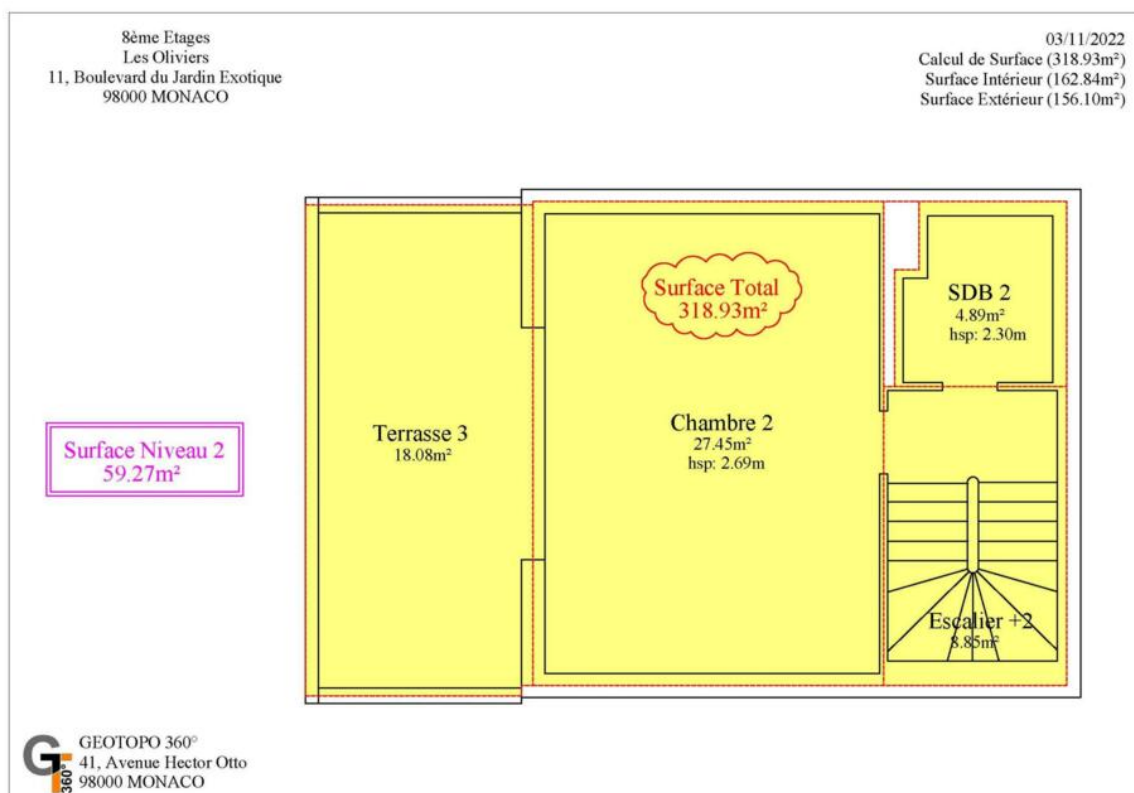 8ème Etages
Les Oliviers
11, Boulevard du Jardin Exotique
98000 MONACO
03/11/2022
Calcul de Surface (318.93m²)
Surface Intérieur (162.84m²)
Surface Extérieur (156.10m²)
Surface Total
318.93m²
SDB 2
4.89m²
hsp: 2.30m
Surface Niveau 2
59.27m²
Terrasse 3
18.08m²
Chambre 2
27.45m²
hsp: 2.69m
Escalier +2
8.85m²
GT 360°
GEOTOPO 360°
41, Avenue Hector Otto
98000 MONACO